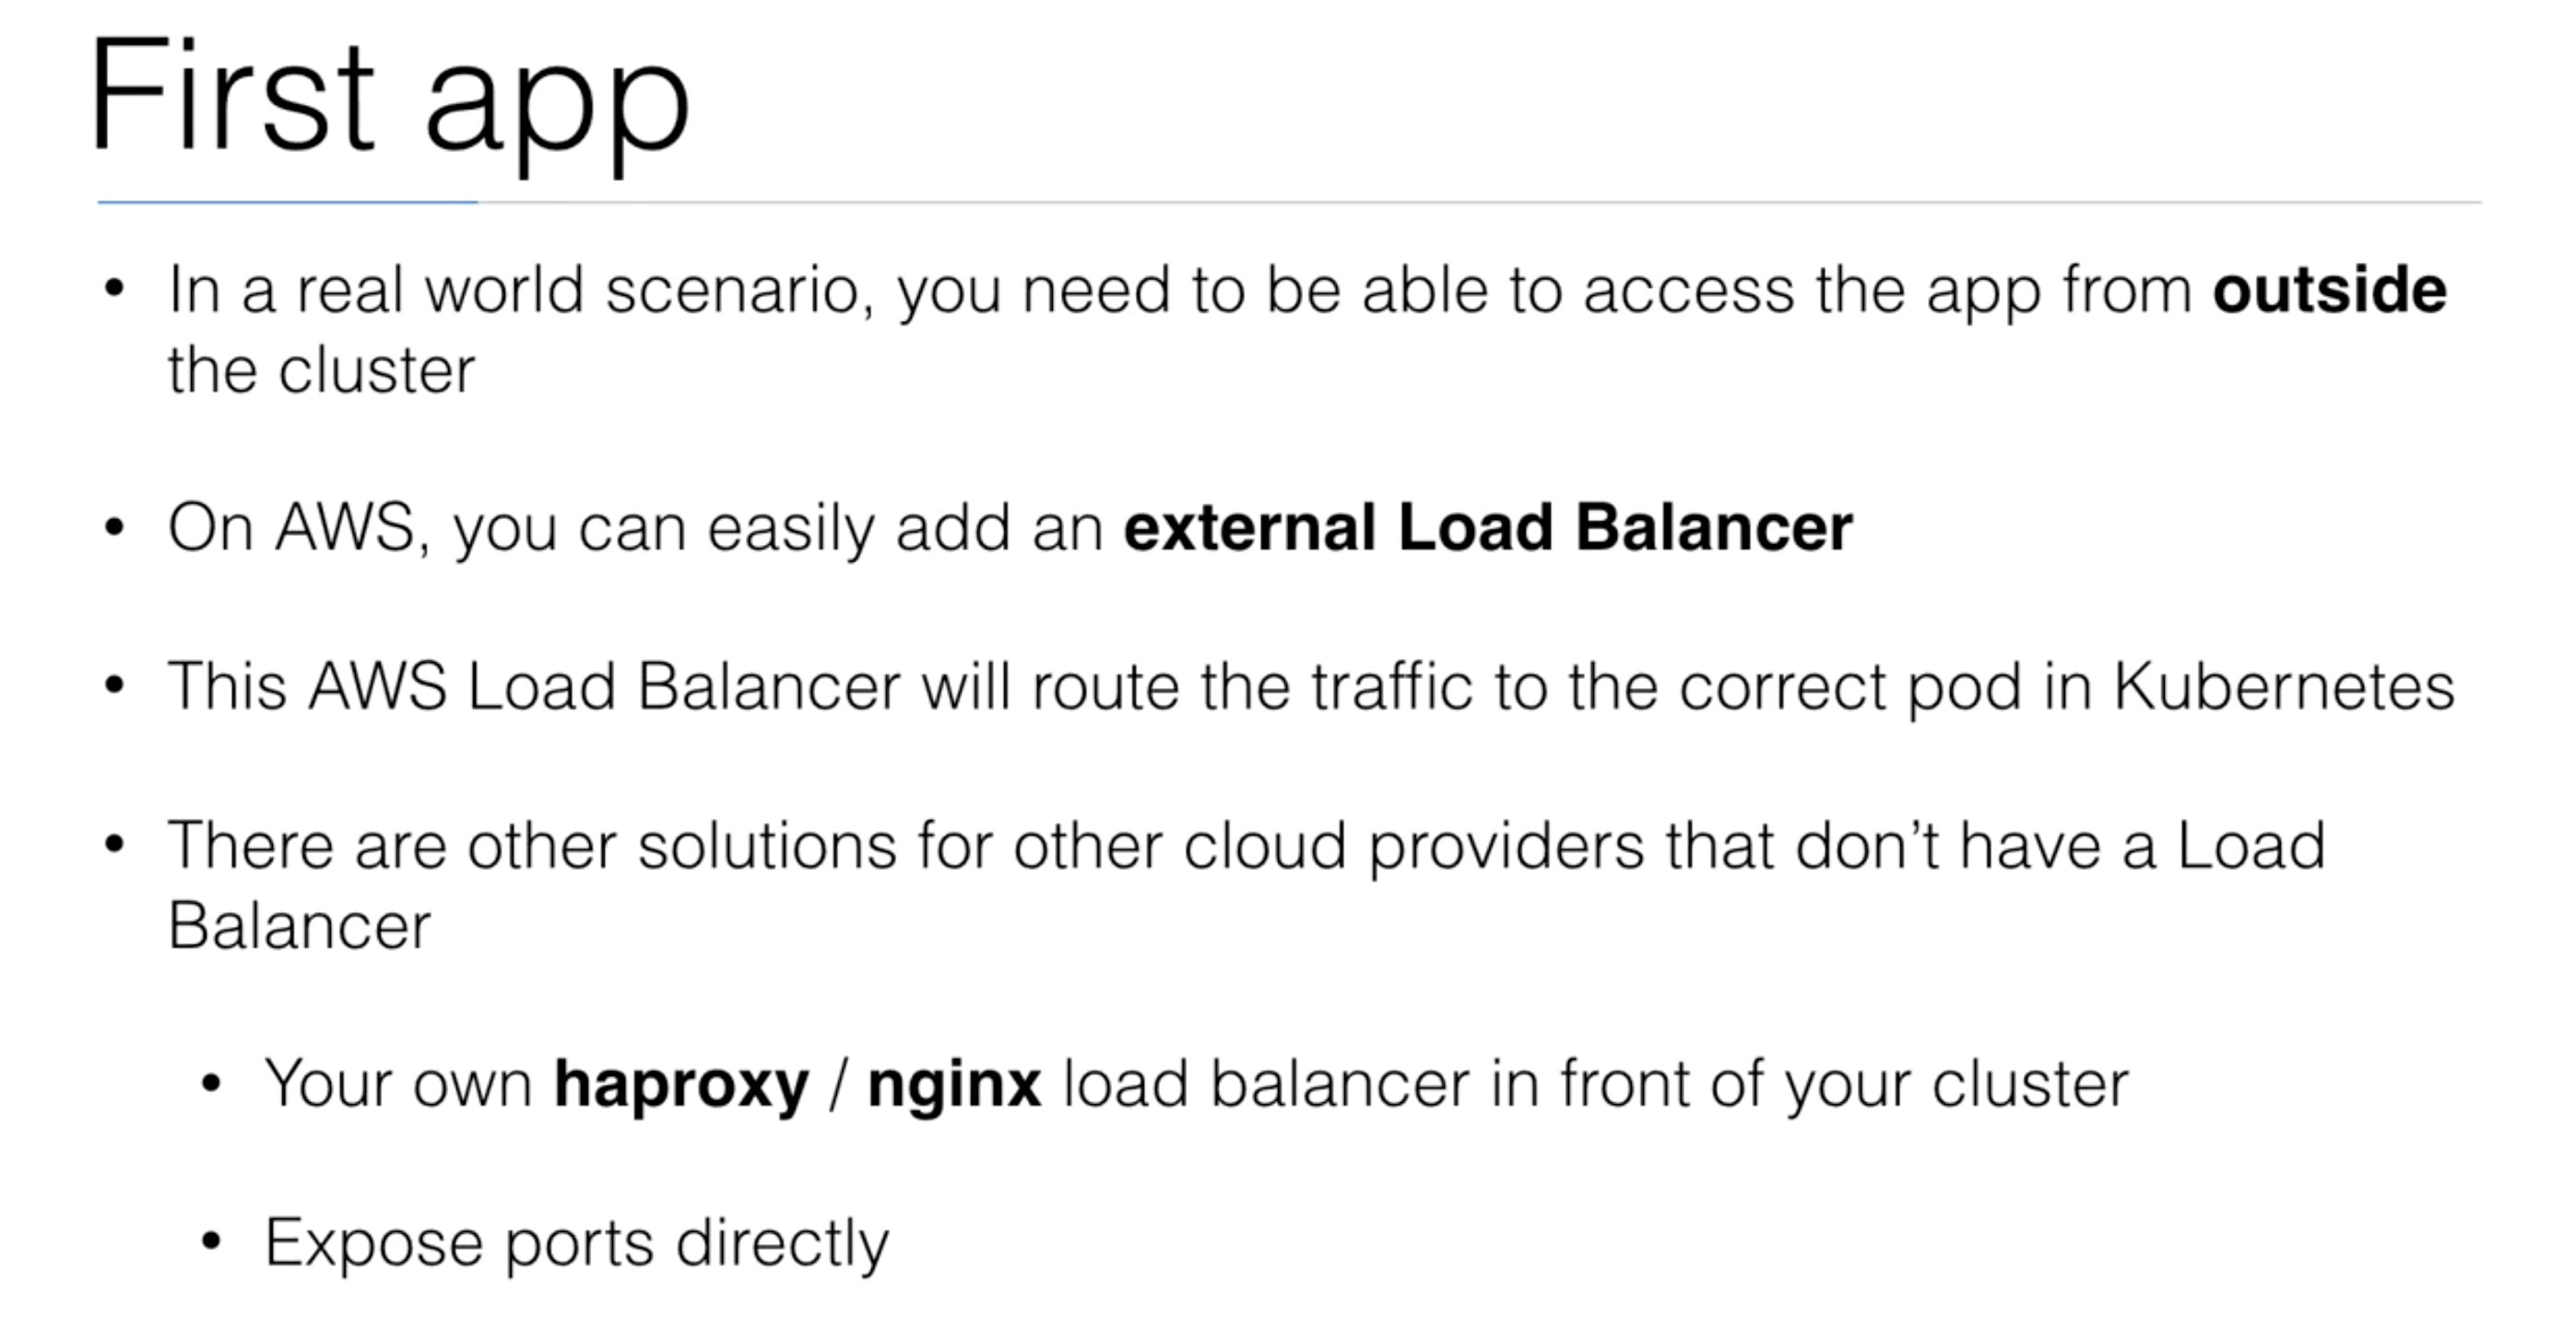 First app
• In a real world scenario, you need to be able to access the app from outside
the cluster
• On AWS, you can easily add an external Load Balancer
• This AWS Load Balancer will route the traffic to the correct pod in Kubernetes
• There are other solutions for other cloud providers that don’t have a Load
Balancer
• Your own haproxy / nginx load balancer in front of your cluster
• Expose ports directly